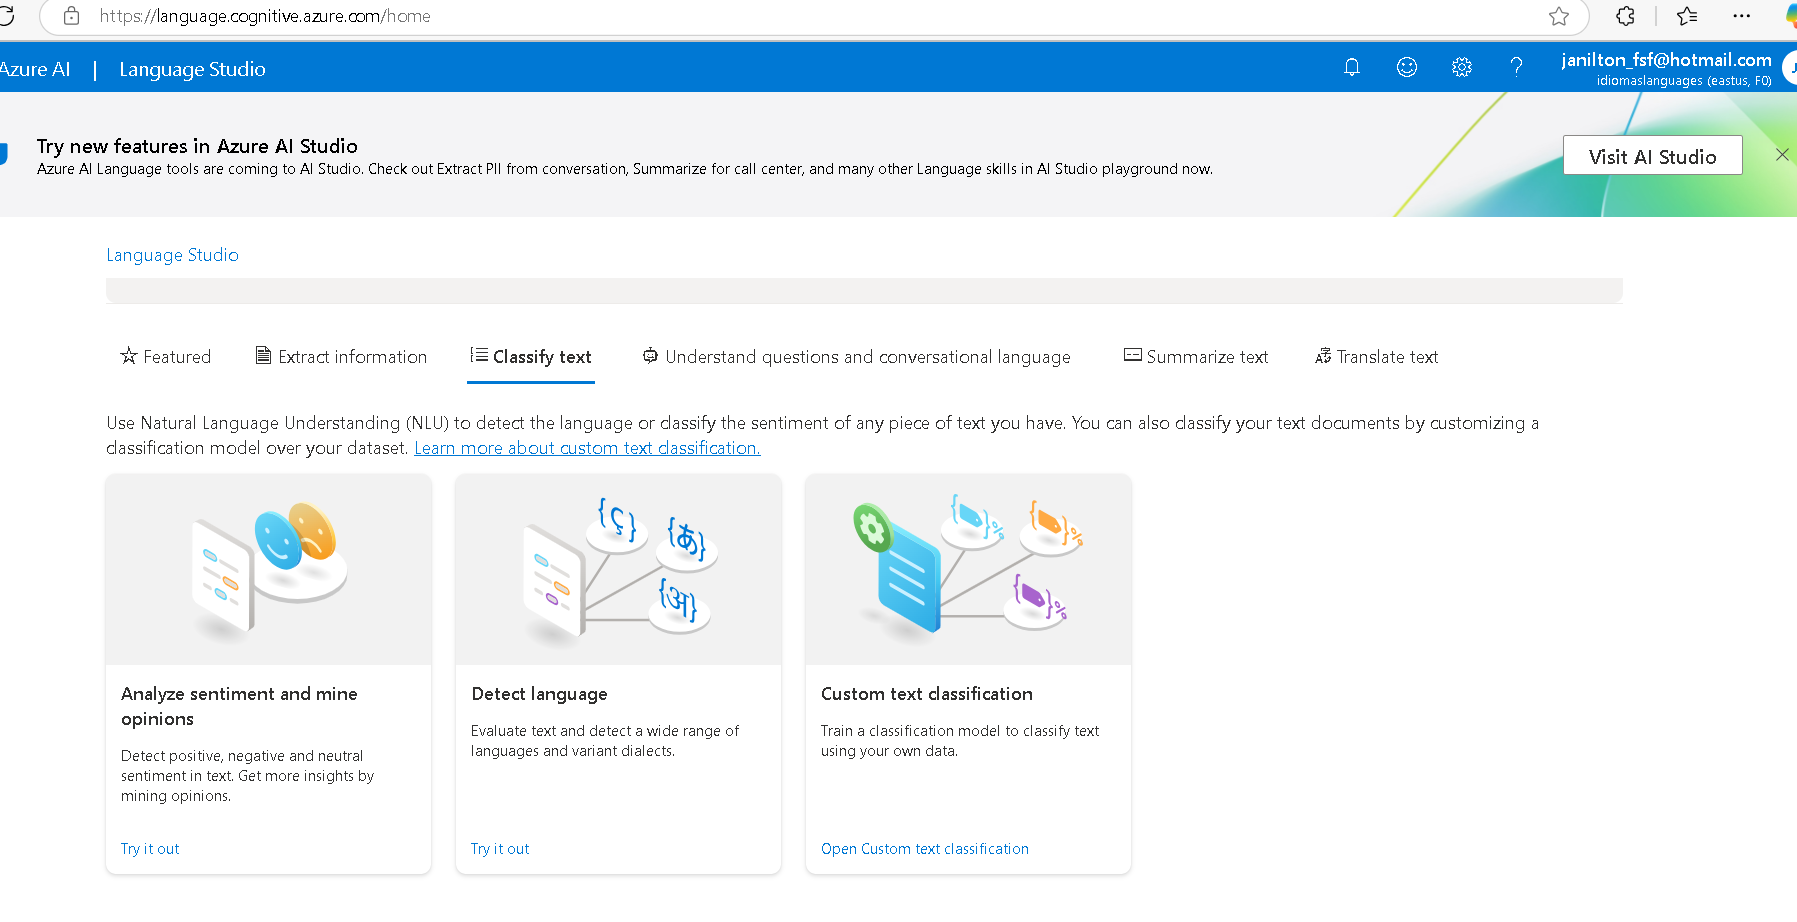 https://language.cognitive.azure.com/home
Azure AI | Language Studio
janilton_fsf@hotmail.com
idiomaslanguages (eastus, F0)
J
Try new features in Azure AI Studio
Azure AI Language tools are coming to AI Studio. Check out Extract PII from conversation, Summarize for call center, and many other Language skills in AI Studio playground now.
Visit AI Studio
Language Studio
Featured
Extract information
Classify text
Understand questions and conversational language
Summarize text
Translate text
Use Natural Language Understanding (NLU) to detect the language or classify the sentiment of any piece of text you have. You can also classify your text documents by customizing a
classification model over your dataset. Learn more about custom text classification.
{ç}
{あ}
{अ}
}%
}%
}%
Analyze sentiment and mine
opinions
Detect positive, negative and neutral
sentiment in text. Get more insights by
mining opinions.
Try it out
Detect language
Evaluate text and detect a wide range of
languages and variant dialects.
Try it out
Custom text classification
Train a classification model to classify text
using your own data.
Open Custom text classification